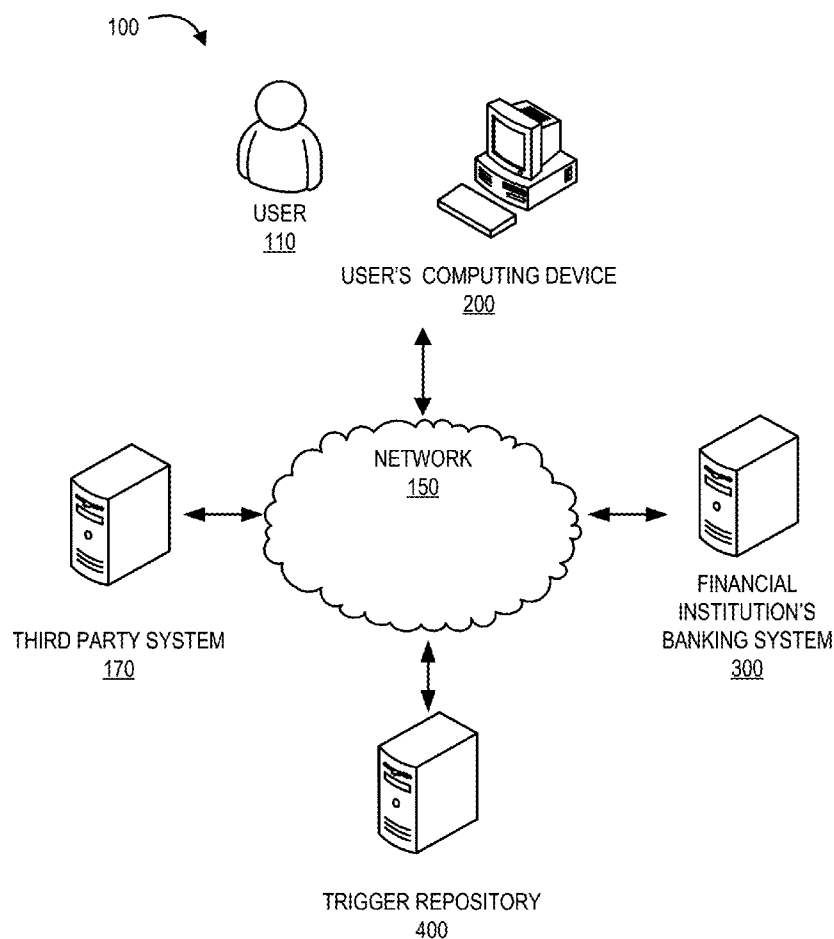 100
USER
110
USER'S COMPUTING DEVICE
200
NETWORK
150
THIRD PARTY SYSTEM
170
FINANCIAL
INSTITUTION'S
BANKING SYSTEM
300
TRIGGER REPOSITORY
400